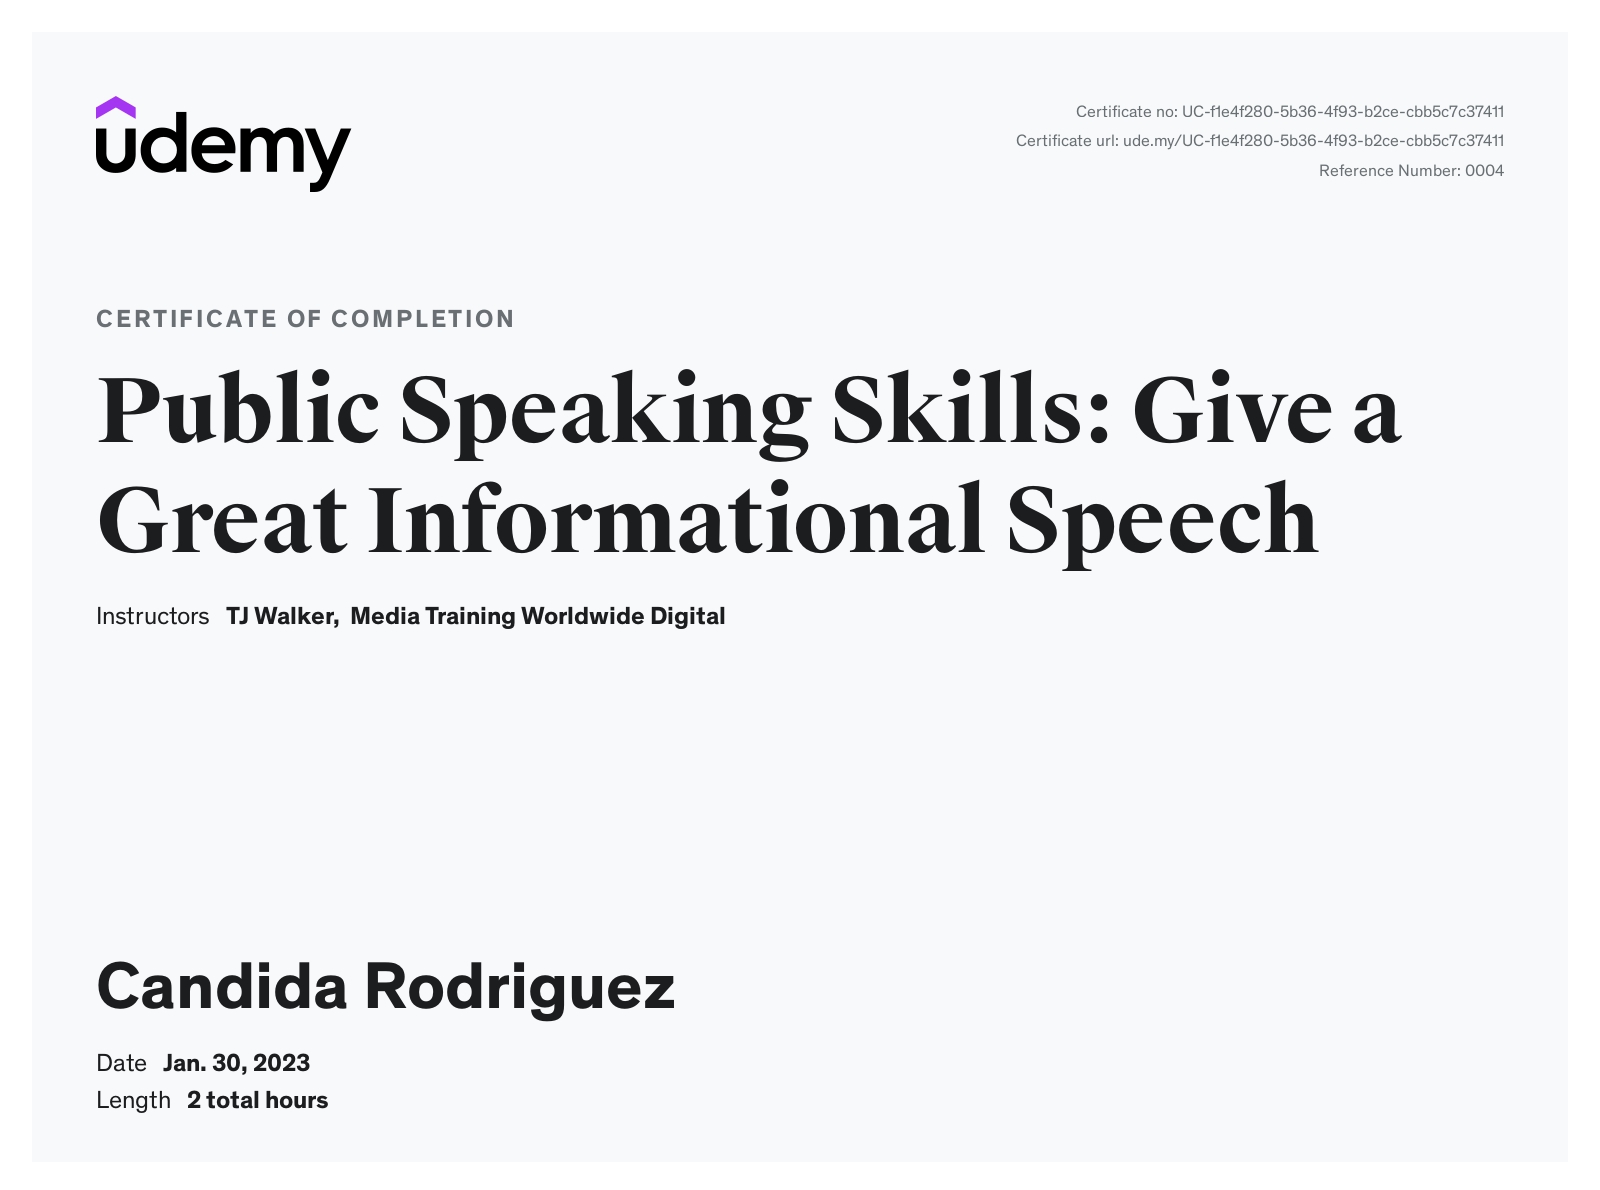 udemy
Certificate no: UC-f1e4f280-5b36-4f93-b2ce-cbb5c7c37411
Certificate url: ude.my/UC-f1e4f280-5b36-4f93-b2ce-cbb5c7c37411
Reference Number: 0004
CERTIFICATE OF COMPLETION
Public Speaking Skills: Give a
Great Informational Speech
Instructors TJ Walker, Media Training Worldwide Digital
Candida Rodriguez
Date Jan. 30, 2023
Length 2 total hours